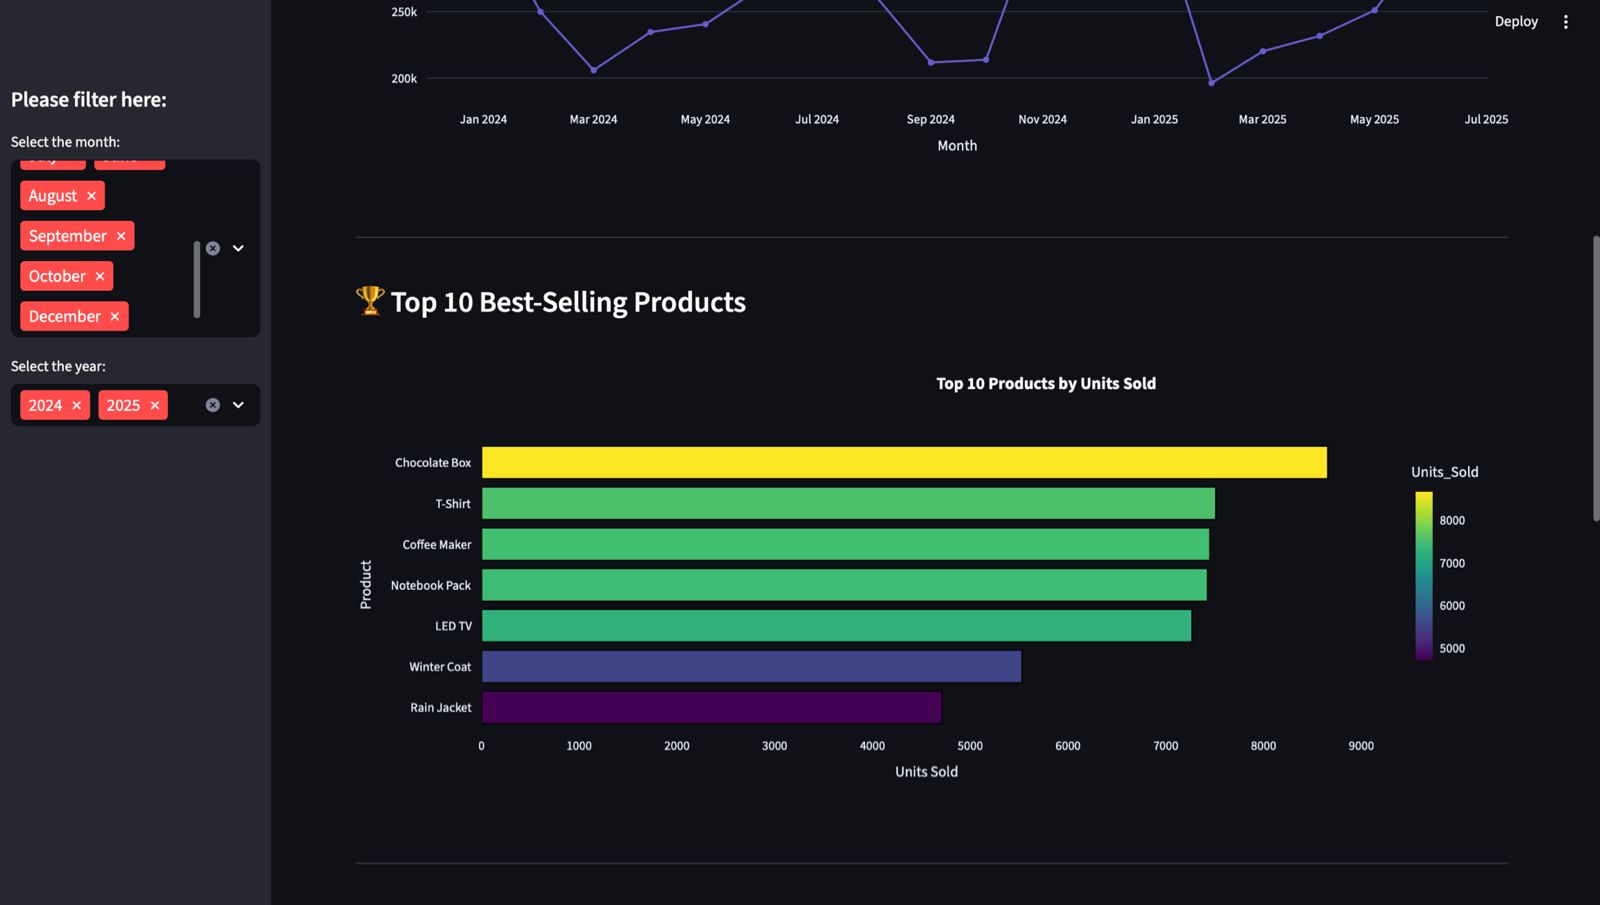 Deploy
Please filter here:
Select the month:
August
September
October
December
Select the year:
2024 2025
250k
200k
Jan 2024 Mar 2024 May 2024 Jul 2024 Sep 2024 Nov 2024 Jan 2025 Mar 2025 May 2025 Jul 2025
Month
Top 10 Best-Selling Products
Top 10 Products by Units Sold
Product
Chocolate Box
T-Shirt
Coffee Maker
Notebook Pack
LED TV
Winter Coat
Rain Jacket
0 1000 2000 3000 4000 5000 6000 7000 8000 9000
Units Sold
Units_Sold
8000
7000
6000
5000